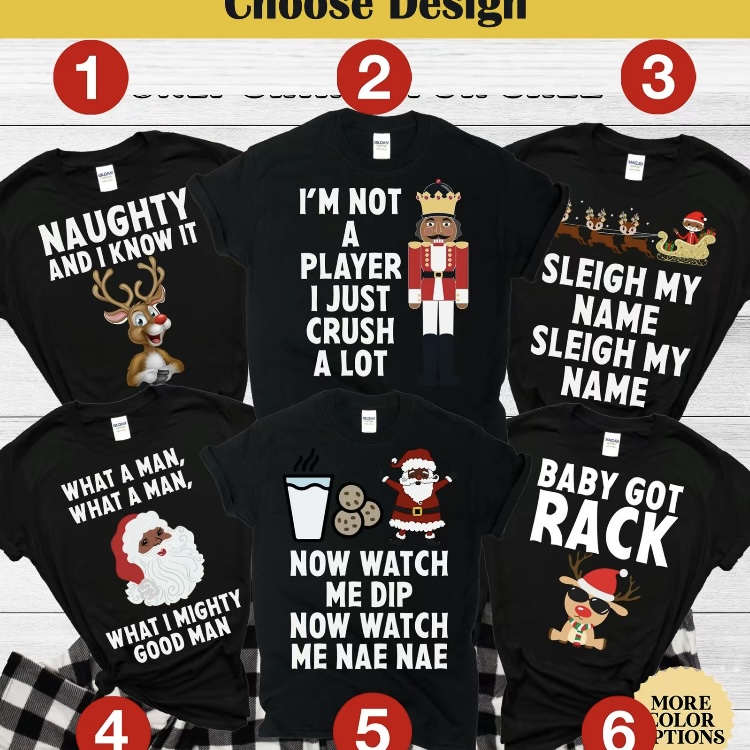 Choose Design
1
2
3
NAUGHTY
AND I KNOW IT
I'M NOT
A
PLAYER
I JUST
CRUSH
A LOT
SLEIGH MY
NAME
SLEIGH MY
NAME
WHAT A MAN,
WHAT A MAN,
WHAT I MIGHTY
GOOD MAN
NOW WATCH
ME DIP
NOW WATCH
ME NAE NAE
BABY GOT
RACK
4
5
6
MORE
COLOR
OPTIONS